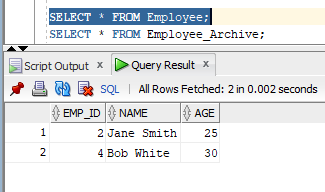 SELECT * FROM Employee;
SELECT * FROM Employee_Archive;
Script Output × Query Result ×
SQL | All Rows Fetched: 2 in 0.002 seconds
EMP_ID NAME AGE
1 2 Jane Smith 25
2 4 Bob White 30